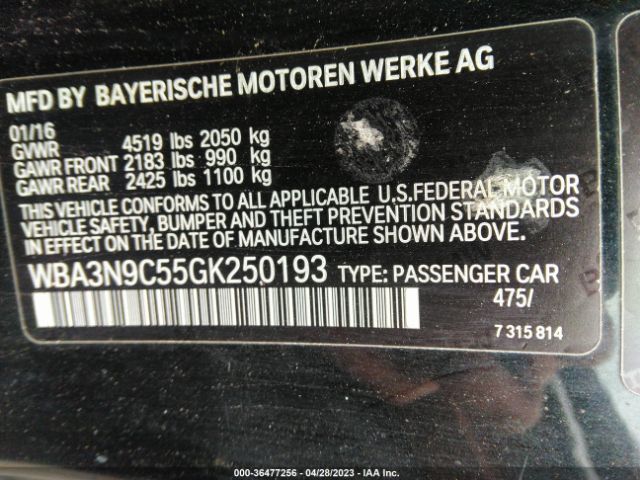 MFD BY BAYERISCHE MOTOREN WERKE AG
01/16
GVWR 4519 lbs 2050 kg
GAWR FRONT 2183 lbs 990 kg
GAWR REAR 2425 lbs 1100 kg
THIS VEHICLE CONFORMS TO ALL APPLICABLE U.S.FEDERAL MOTOR
VEHICLE SAFETY, BUMPER AND THEFT PREVENTION STANDARDS
IN EFFECT ON THE DATE OF MANUFACTURE SHOWN ABOVE.
WBA3N9C55GK250193 TYPE: PASSENGER CAR
475/
7 315 814
000-36477256 - 04/28/2023 - IAA Inc.